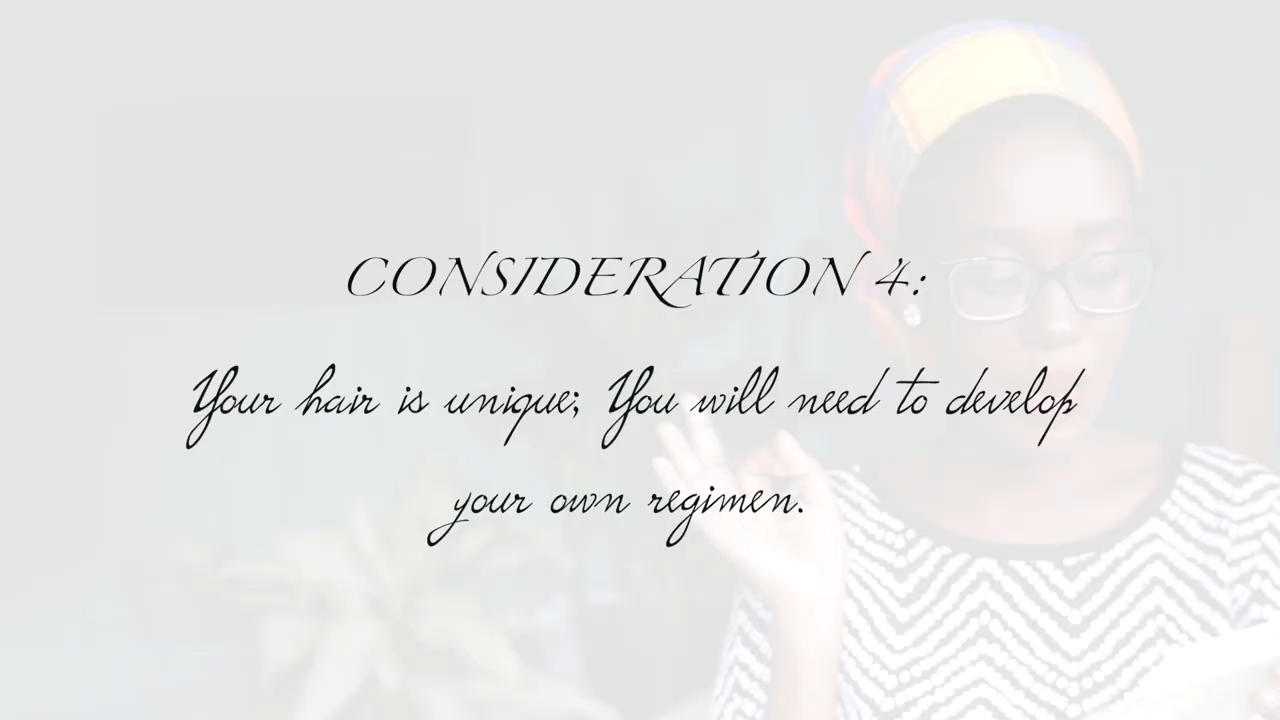 CONSIDERATION 4:
Your hair is unique; You will need to develop
your own regimen.